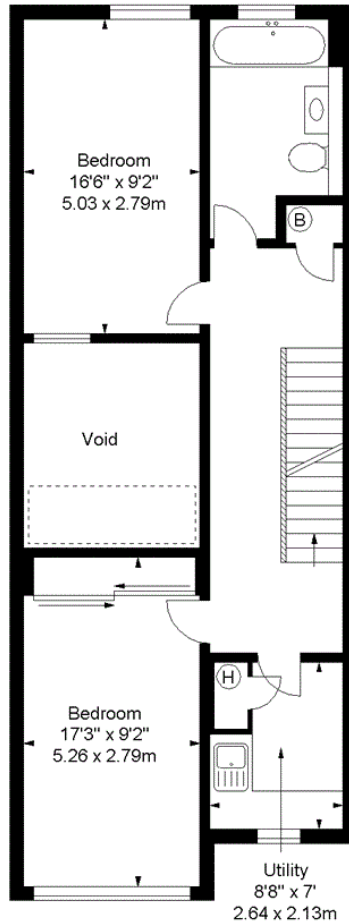 Bedroom
16'6" x 9'2"
5.03 x 2.79m
B
Void
Bedroom
17'3" x 9'2"
5.26 x 2.79m
H
Utility
8'8" x 7'
2.64 x 2.13m